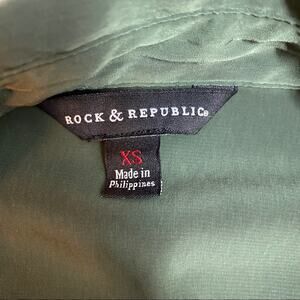 ROCK & REPUBLIC®
XS
Made in
Philippines